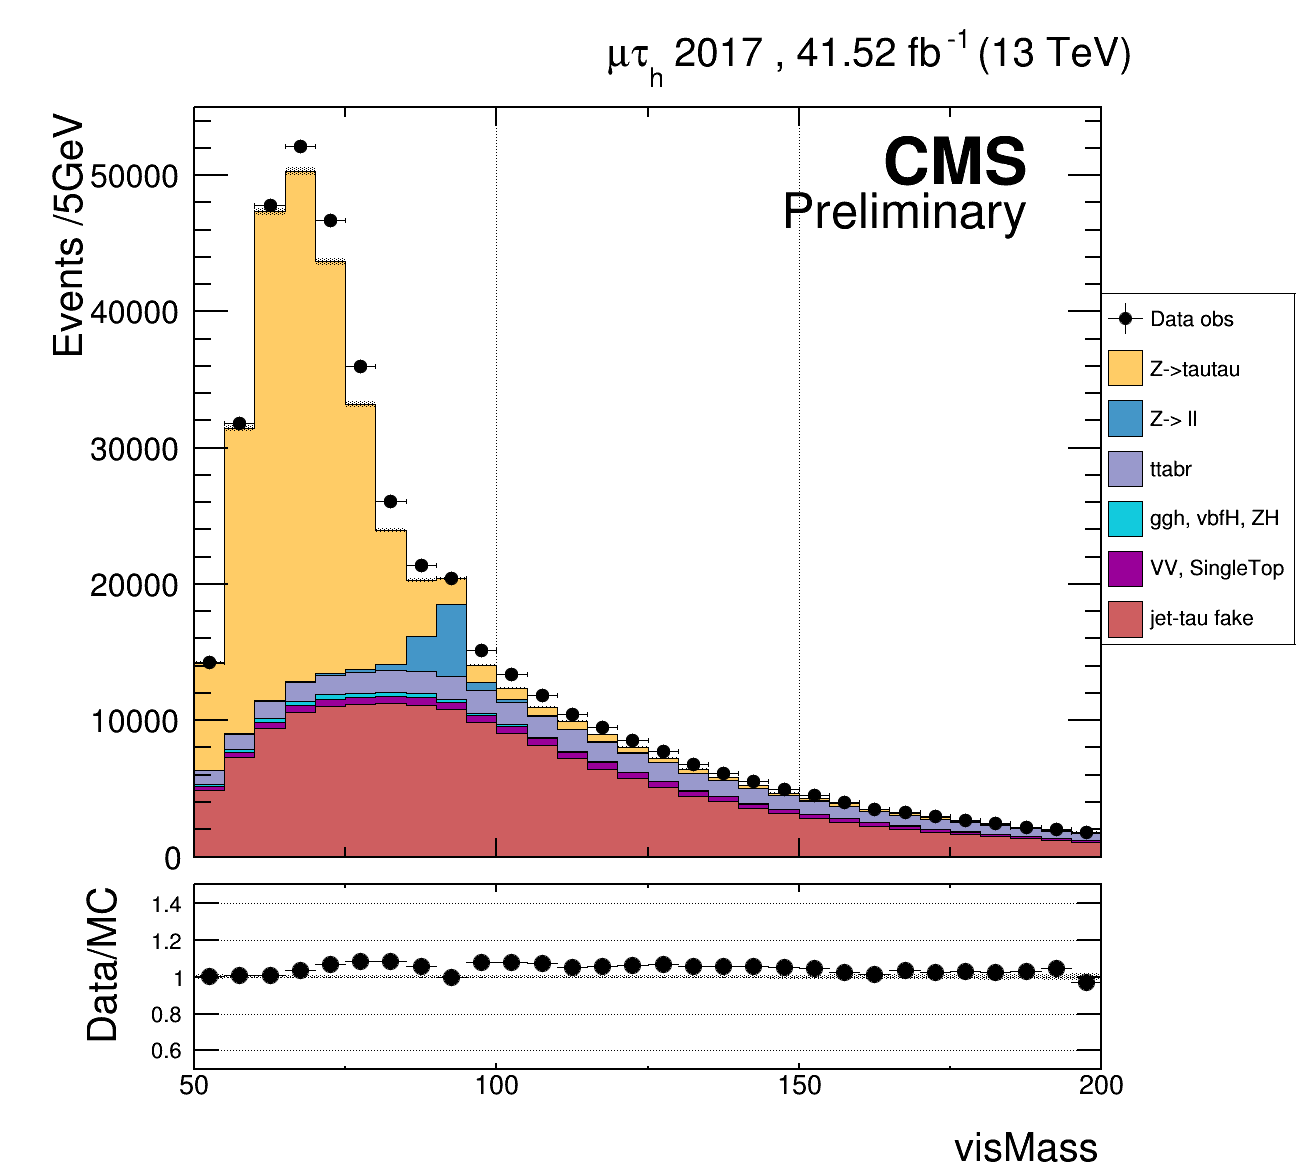 μτh 2017 , 41.52 fb-1 (13 TeV)
CMS
Preliminary
Events /5GeV
50000
40000
30000
20000
10000
0
Data obs
Z->tautau
Z-> ll
ttabr
ggh, vbfH, ZH
VV, SingleTop
jet-tau fake
Data/MC
1.4
1.2
1
0.8
0.6
50 100 150 200
visMass